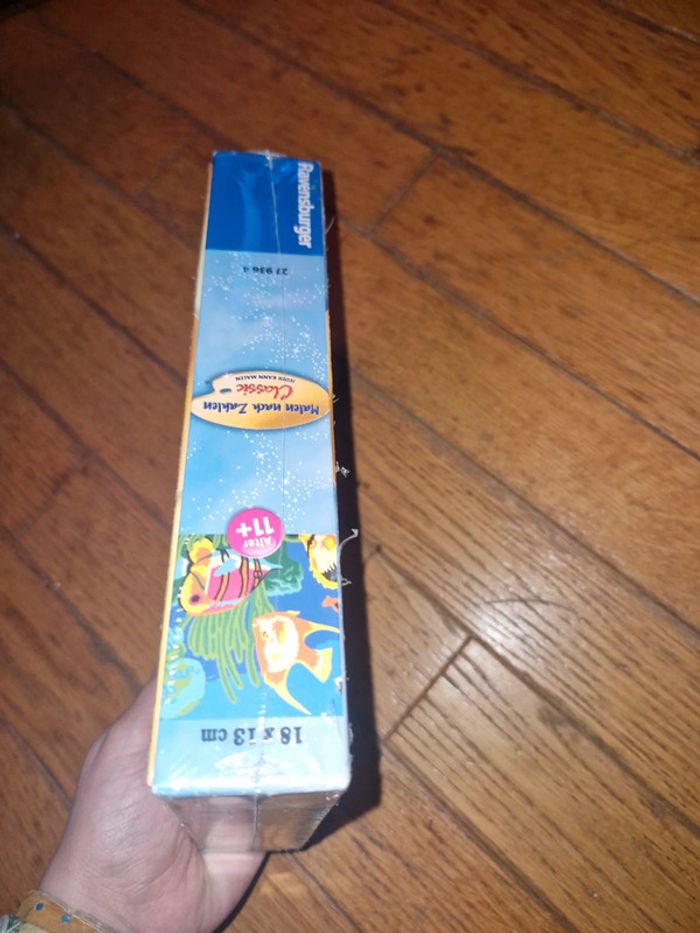 Ravensburger
27 936 4
Malen nach Zahlen
Classic
JEDER KANN MALEN
Alter
11+
18 x 13 cm